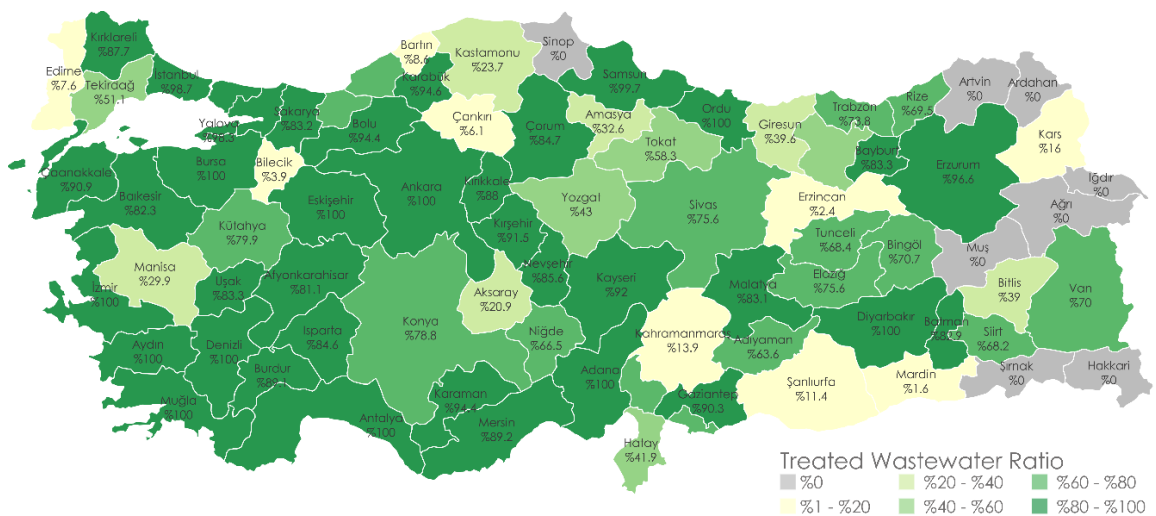 Kırklareli
%87.7
Edirne
%7.6
Tekirdağ
%51.1
İstanbul
%98.7
Yalova
%98.3
Sakarya
%83.2
Bolu
%94.4
Bartın
%8.6
Karabük
%94.6
Kastamonu
%23.7
Sinop
%0
Çankırı
%6.1
Samsun
%99.7
Amasya
%32.6
Çorum
%84.7
Tokat
%58.3
Ordu
%100
Giresun
%39.6
Trabzon
%73.8
Rize
%69.5
Artvin
%0
Ardahan
%0
Kars
%16
Bayburt
%83.3
Erzurum
%96.6
Iğdır
%0
Ağrı
%0
Çaanakkale
%90.9
Balıkesir
%82.3
Bursa
%100
Bilecik
%3.9
Eskişehir
%100
Ankara
%100
Kırıkkale
%88
Kırşehir
%91.5
Yozgat
%43
Sivas
%75.6
Erzincan
%2.4
Tunceli
%68.4
Bingöl
%70.7
Muş
%0
Elazığ
%75.6
Bitlis
%39
Van
%70
Kütahya
%79.9
Manisa
%29.9
İzmir
%100
Uşak
%83.3
Afyonkarahisar
%81.1
Konya
%78.8
Aksaray
%20.9
Nevşehir
%85.6
Niğde
%66.5
Kayseri
%92
Malatya
%83.1
Kahramanmaraş
%13.9
Adıyaman
%63.6
Diyarbakır
%100
Batman
%82.9
Siirt
%68.2
Şırnak
%0
Hakkari
%0
Mardin
%1.6
Şanlıurfa
%11.4
Gaziantep
%90.3
Hatay
%41.9
Adana
%100
Mersin
%89.2
Karaman
%94.4
Antalya
%100
Isparta
%84.6
Burdur
%89.1
Denizli
%100
Aydın
%100
Muğla
%100
Treated Wastewater Ratio
%0
%20 - %40
%60 - %80
%1 - %20
%40 - %60
%80 - %100